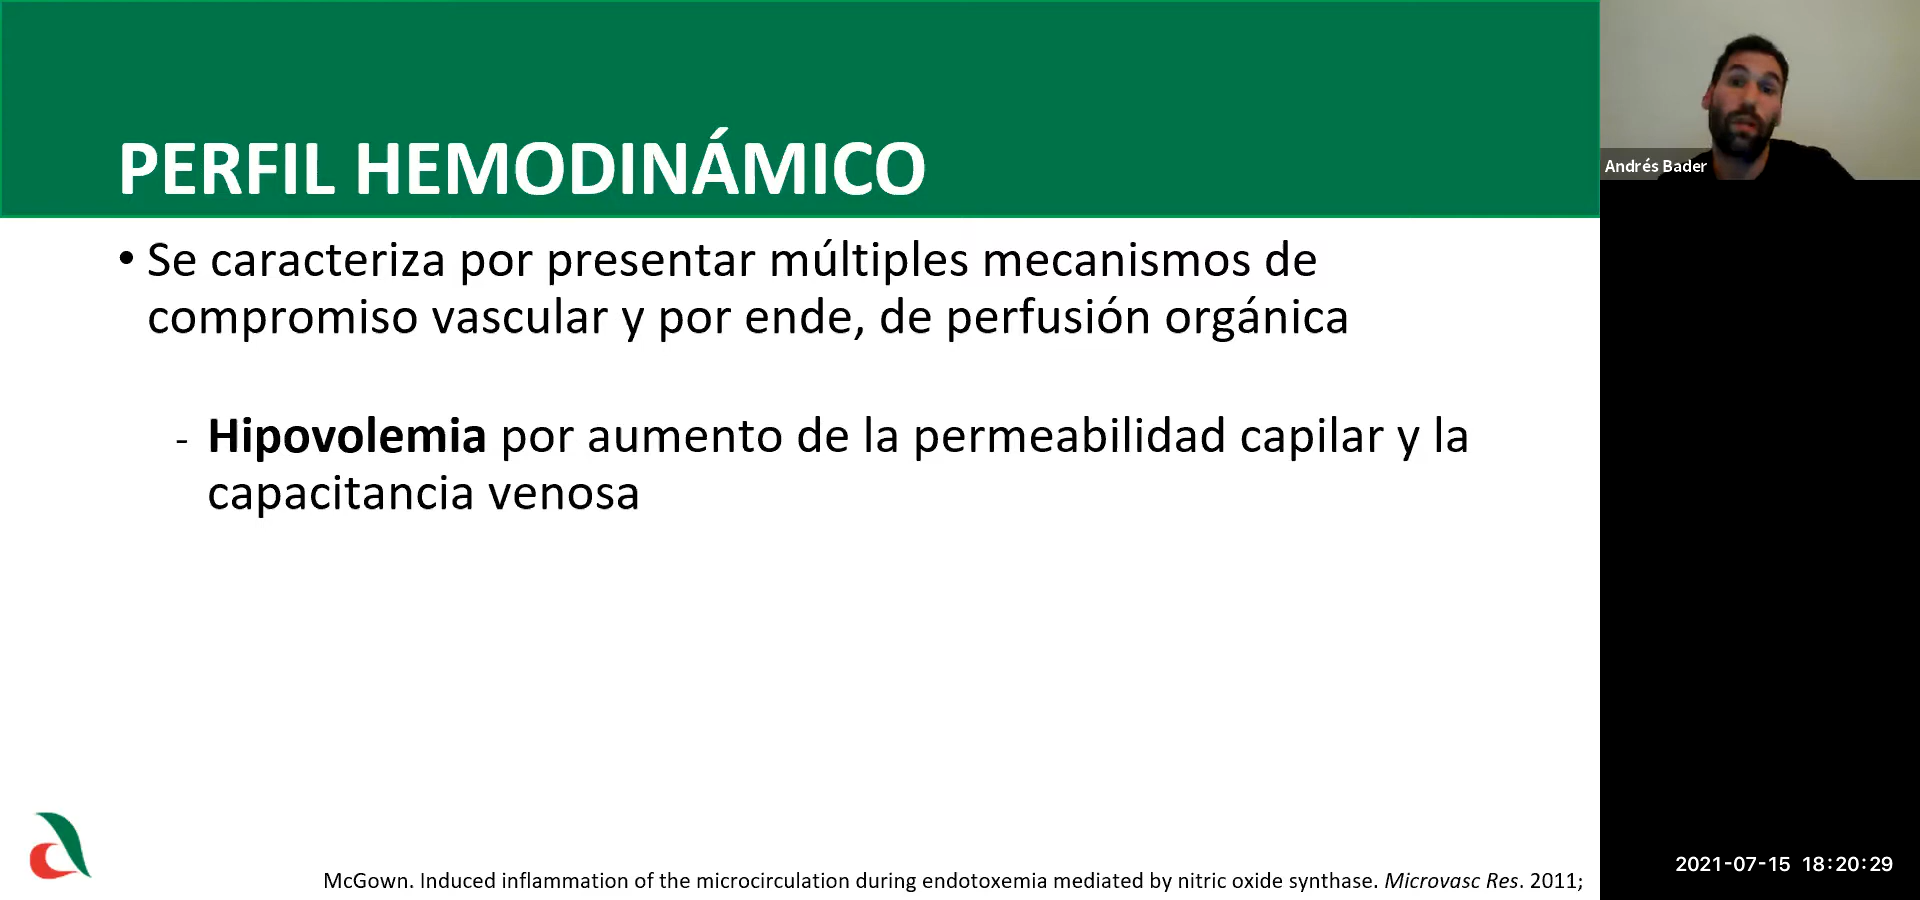 PERFIL HEMODINÁMICO
• Se caracteriza por presentar múltiples mecanismos de
compromiso vascular y por ende, de perfusión orgánica
- Hipovolemia por aumento de la permeabilidad capilar y la
capacitancia venosa
McGown. Induced inflammation of the microcirculation during endotoxemia mediated by nitric oxide synthase. Microvasc Res. 2011;
Andrés Bader
2021-07-15 18:20:29